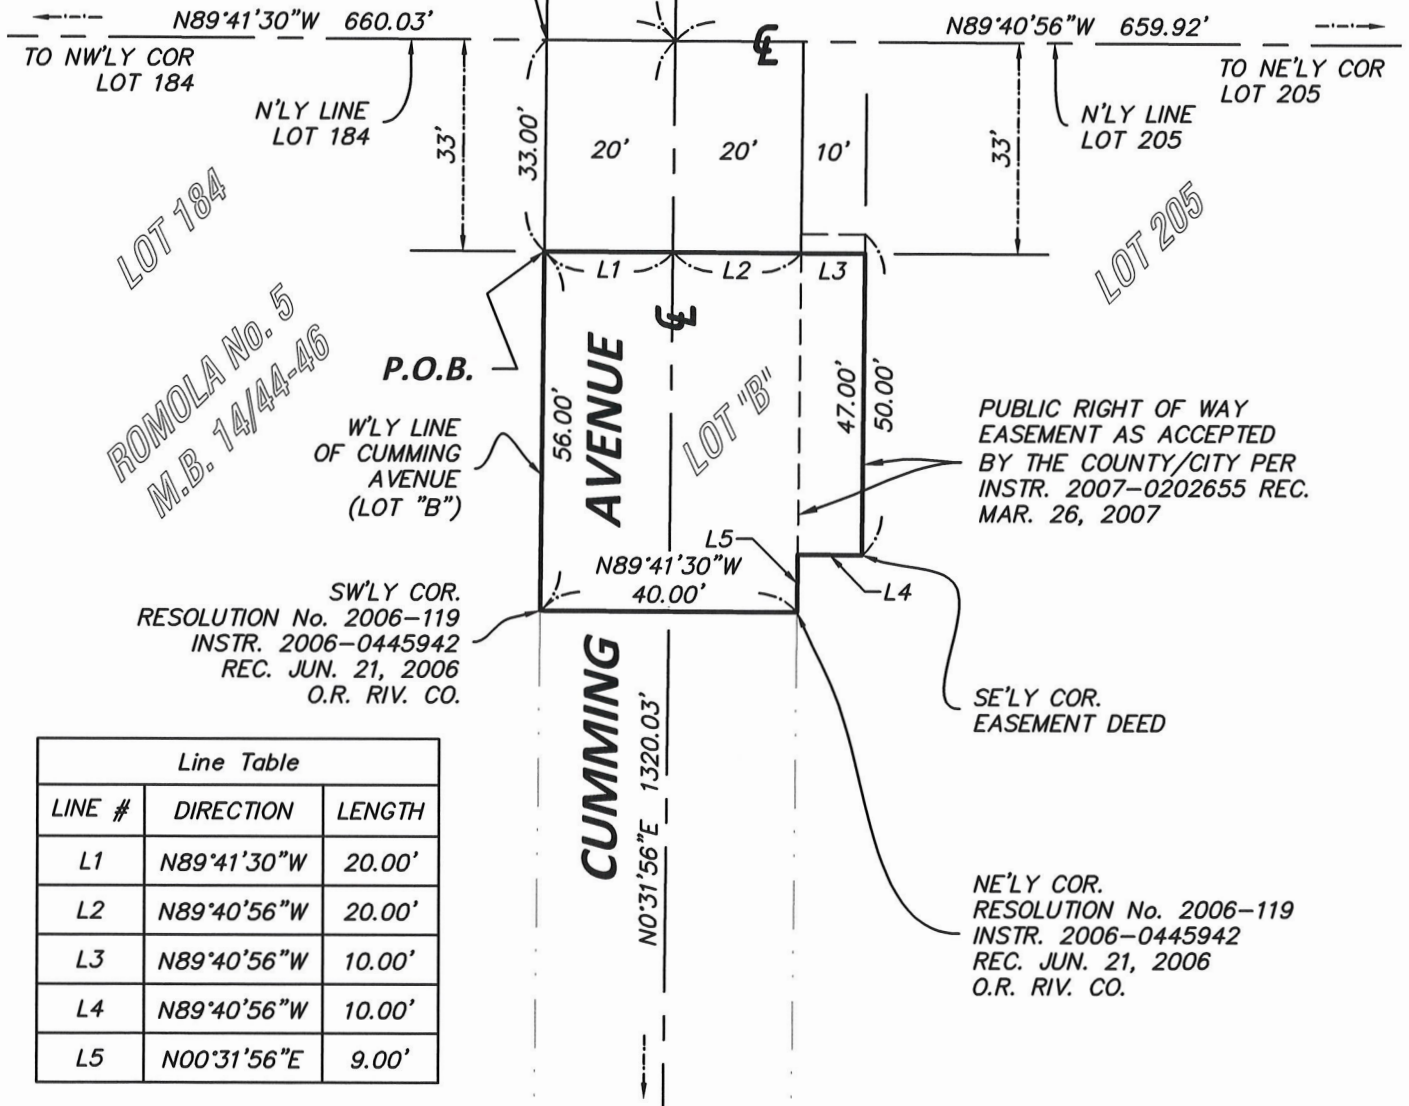 N89°41'30"W 660.03'
N89°40'56"W 659.92'
℄
TO NW'LY COR
LOT 184
TO NE'LY COR
LOT 205
N'LY LINE
LOT 184
N'LY LINE
LOT 205
33'
33.00'
20'
20'
10'
33'
LOT 184
LOT 205
L1
L2
L3
℄
ROMOLA No. 5
M.B. 14/44-46
P.O.B.
AVENUE
LOT "B"
56.00'
47.00'
50.00'
W'LY LINE
OF CUMMING
AVENUE
(LOT "B")
PUBLIC RIGHT OF WAY
EASEMENT AS ACCEPTED
BY THE COUNTY/CITY PER
INSTR. 2007-0202655 REC.
MAR. 26, 2007
L5
N89°41'30"W
40.00'
L4
SW'LY COR.
RESOLUTION No. 2006-119
INSTR. 2006-0445942
REC. JUN. 21, 2006
O.R. RIV. CO.
CUMMING
N0°31'56"E 1320.03'
SE'LY COR.
EASEMENT DEED
Line Table
LINE # DIRECTION LENGTH
L1 N89°41'30"W 20.00'
L2 N89°40'56"W 20.00'
L3 N89°40'56"W 10.00'
L4 N89°40'56"W 10.00'
L5 N00°31'56"E 9.00'
NE'LY COR.
RESOLUTION No. 2006-119
INSTR. 2006-0445942
REC. JUN. 21, 2006
O.R. RIV. CO.